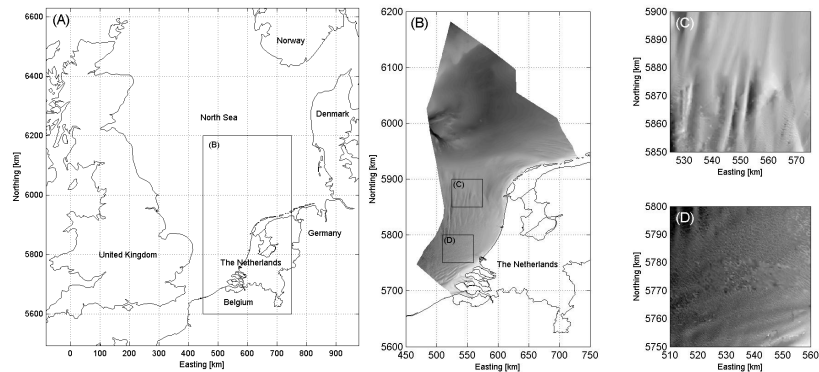 (A)
6600
6400
6200
6000
5800
5600
Northing [km]
Norway
North Sea
Denmark
(B)
Germany
United Kingdom
The Netherlands
Belgium
0 100 200 300 400 500 600 700 800 900
Easting [km]
(B)
6200
6100
6000
5900
5800
5700
5600
Northing [km]
(C)
(D)
The Netherlands
450 500 550 600 650 700 750
Easting [km]
(C)
5900
5890
5880
5870
5860
5850
Northing [km]
530 540 550 560 570
Easting [km]
(D)
5800
5790
5780
5770
5760
5750
Northing [km]
510 520 530 540 550 560
Easting [km]